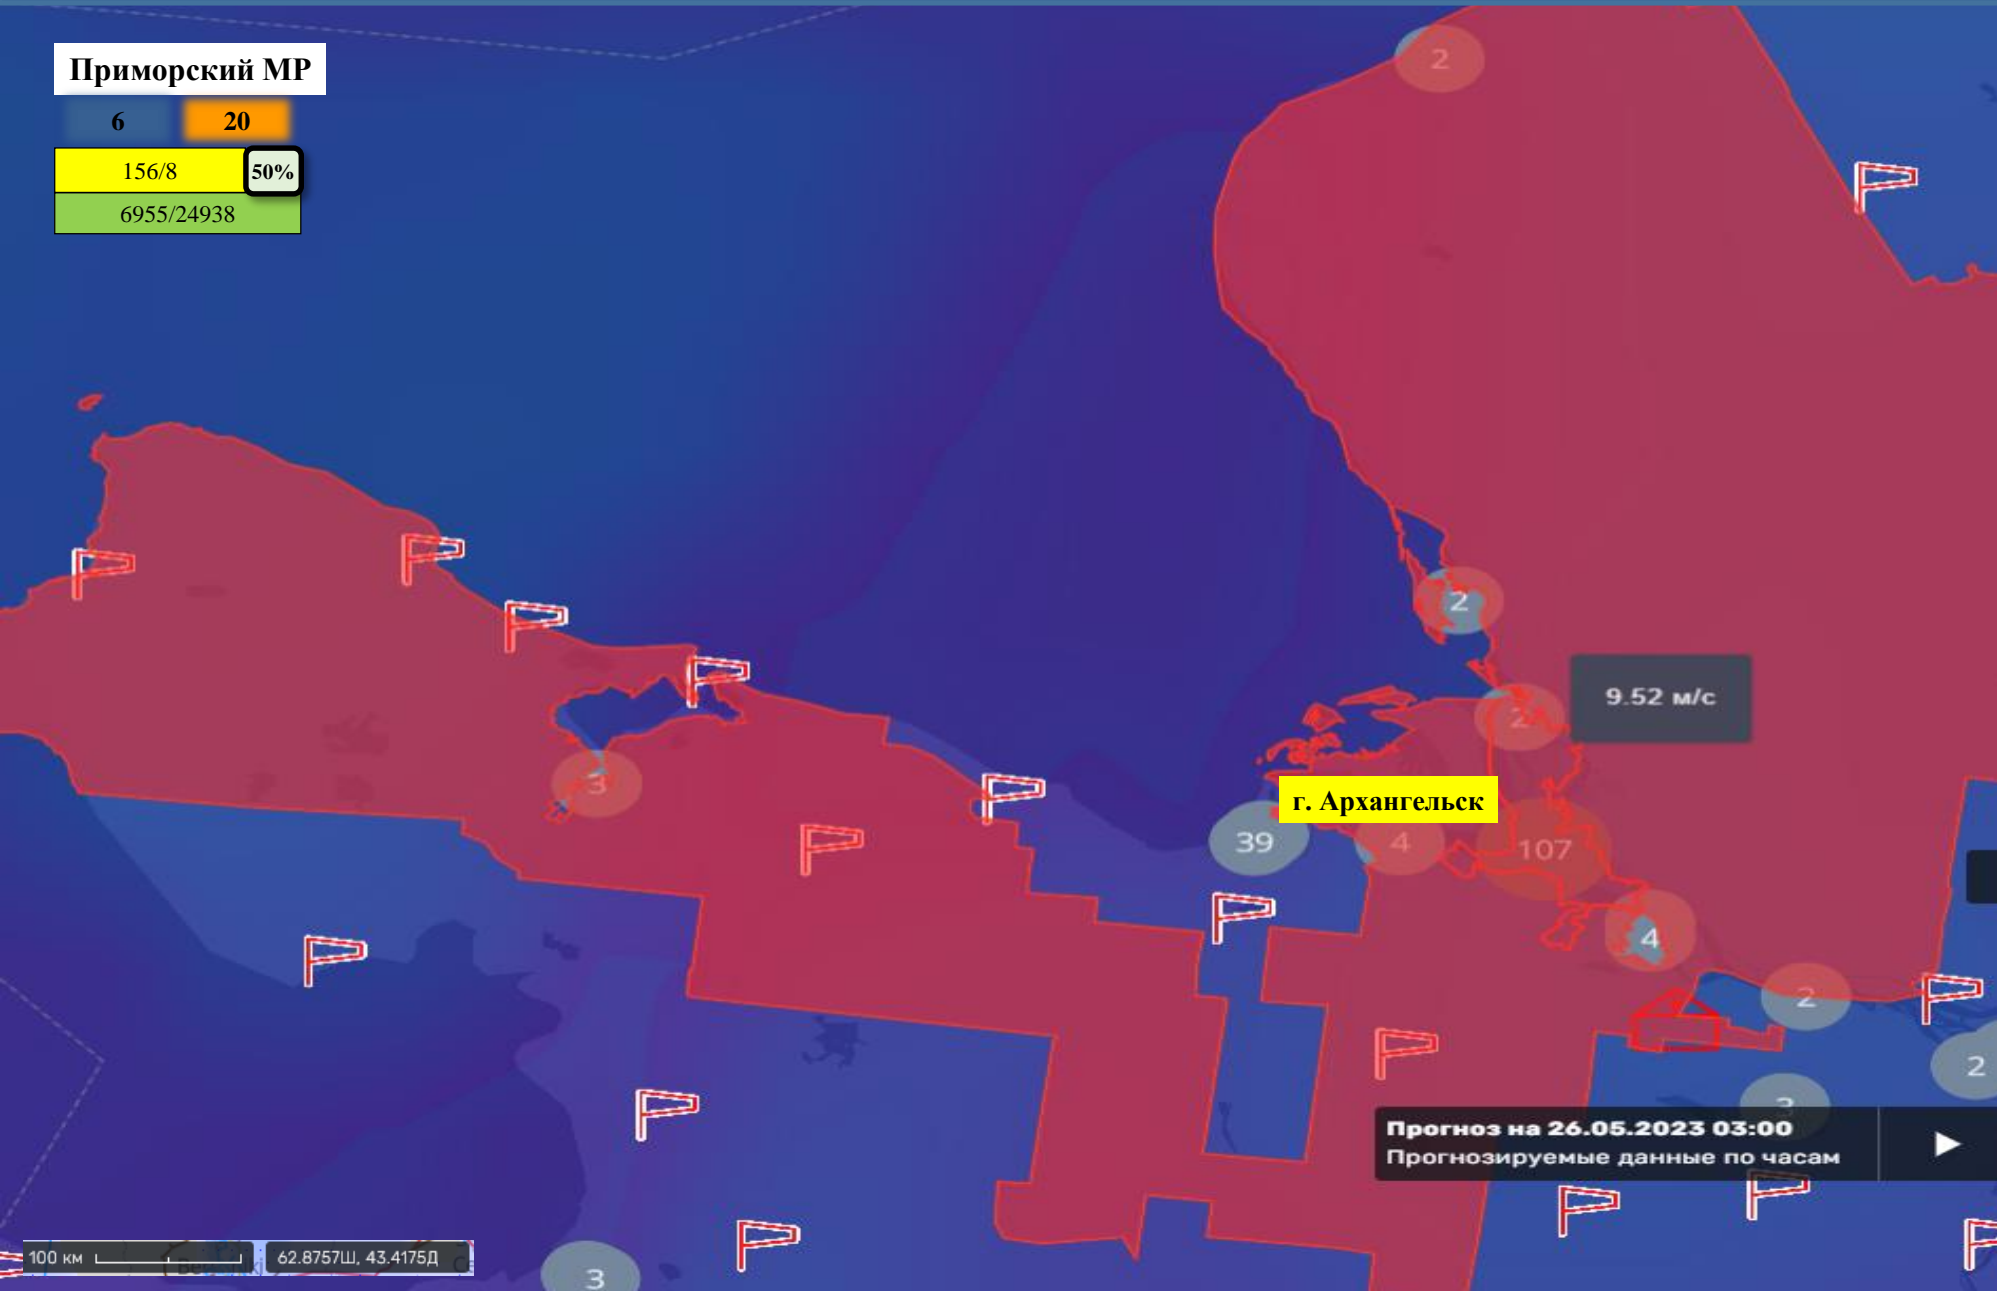 Приморский МР
6 20
156/8 50%
6955/24938
2
2
9.52 м/с
2
г. Архангельск
3
39
4
107
4
2
2
3
Прогноз на 26.05.2023 03:00
Прогнозируемые данные по часам
100 км
62.8757Ш, 43.4175Д
3